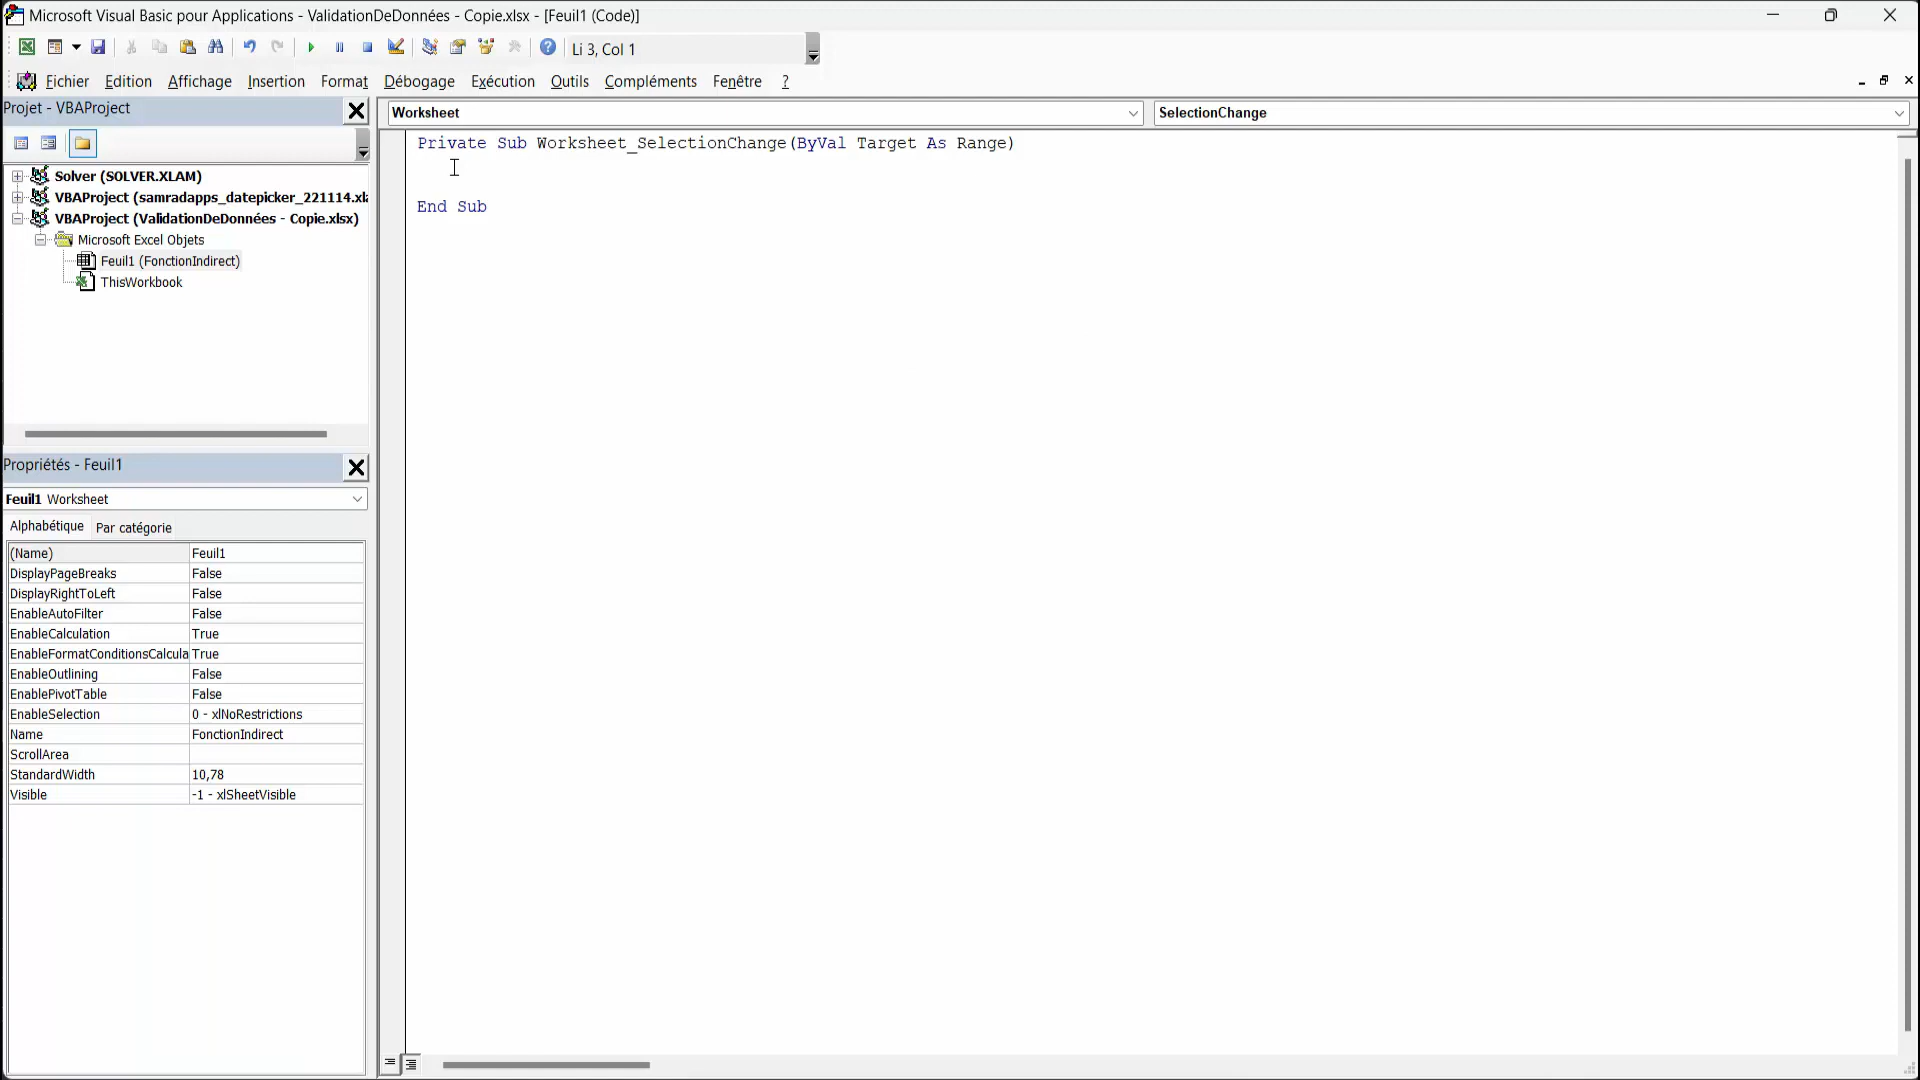 Microsoft Visual Basic pour Applications - ValidationDeDonnées - Copie.xlsx - [Feuil1 (Code)]
Li 3, Col 1
Fichier Edition Affichage Insertion Format Débogage Exécution Outils Compléments Fenêtre ?
Projet - VBAProject
Worksheet
SelectionChange
Solver (SOLVER.XLAM)
VBAProject (samradapps_datepicker_221114.xla
VBAProject (ValidationDeDonnées - Copie.xlsx)
Microsoft Excel Objets
Feuil1 (FonctionIndirect)
ThisWorkbook
Private Sub Worksheet_SelectionChange(ByVal Target As Range)
End Sub
Propriétés - Feuil1
Feuil1 Worksheet
Alphabétique Par catégorie
(Name) Feuil1
DisplayPageBreaks False
DisplayRightToLeft False
EnableAutoFilter False
EnableCalculation True
EnableFormatConditionsCalcula True
EnableOutlining False
EnablePivotTable False
EnableSelection 0 - xlNoRestrictions
Name FonctionIndirect
ScrollArea
StandardWidth 10,78
Visible -1 - xlSheetVisible